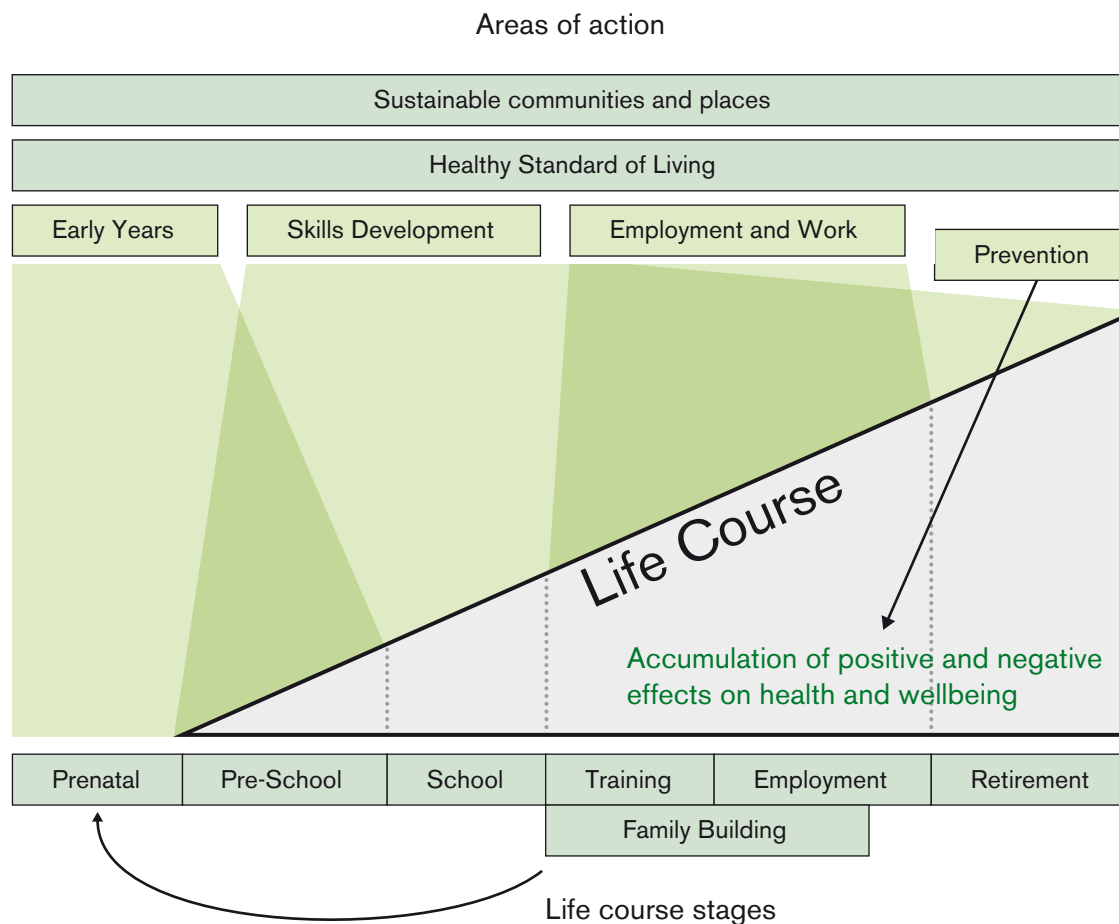 Areas of action
Sustainable communities and places
Healthy Standard of Living
Early Years
Skills Development
Employment and Work
Prevention
Life Course
Accumulation of positive and negative
effects on health and wellbeing
Prenatal
Pre-School
School
Training
Employment
Retirement
Family Building
Life course stages